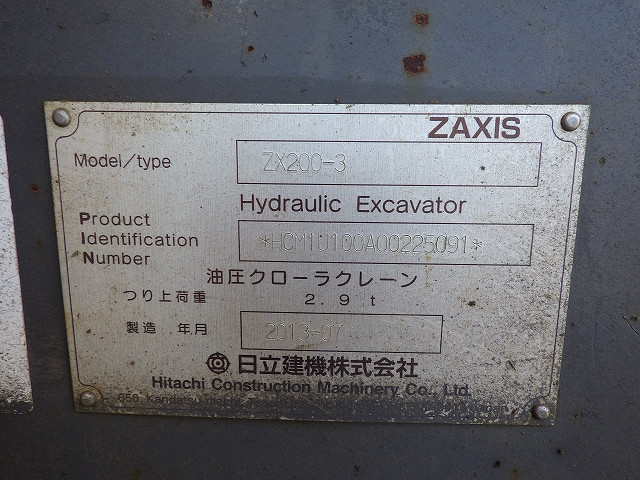 ZAXIS
Model/type ZX200-3
Hydraulic Excavator
Product
Identification
Number
*HCM1U100A00225091*
油圧クローラクレーン
つり上荷重 2.9t
製造 年月 2013-07
日立建機株式会社
Hitachi Construction Machinery Co., Ltd.
650,